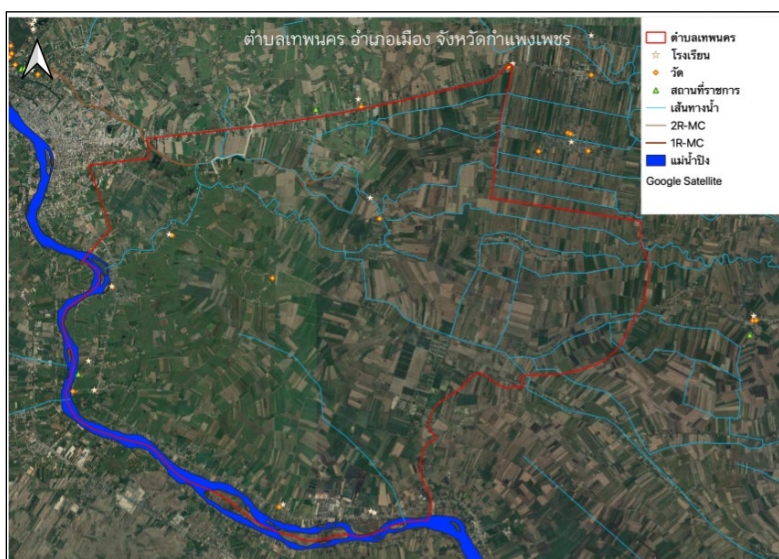 ตำบลเทพนคร อำเภอเมือง จังหวัดกำแพงเพชร
ตำบลเทพนคร
โรงเรียน
วัด
สถานที่ราชการ
เส้นทางน้ำ
2R-MC
1R-MC
แม่น้ำปิง
Google Satellite